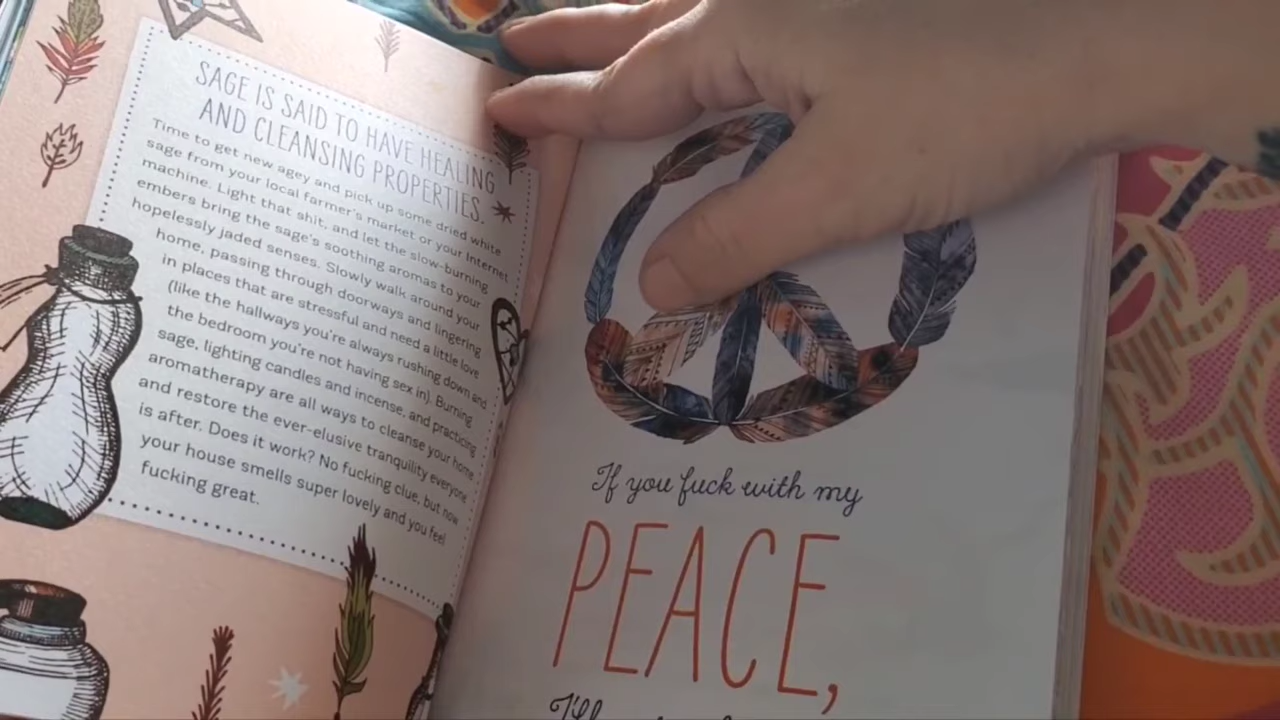 SAGE IS SAID TO HAVE HEALING
AND CLEANSING PROPERTIES.
Time to get new agey and pick up some dried white
sage from your local farmer's market or your Internet
machine. Light that shit, and let the slow-burning
embers bring the sage's soothing aromas to your
hopelessly jaded senses. Slowly walk around your
home, passing through doorways and lingering
in places that are stressful and need a little love
(like the hallways you're always rushing down and
the bedroom you're not having sex in). Burning
sage, lighting candles and incense, and practicing
aromatherapy are all ways to cleanse your home
and restore the ever-elusive tranquility everyone
is after. Does it work? No fucking clue, but now
your house smells super lovely and you feel
fucking great.
If you fuck with my
PEACE,
I'll